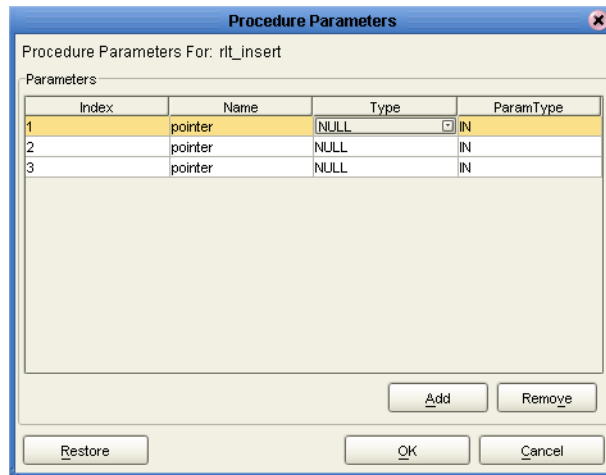 Procedure Parameters
Procedure Parameters For: rlt_insert
Parameters
Index Name Type ParamType
1 pointer NULL IN
2 pointer NULL IN
3 pointer NULL IN
Add Remove
Restore OK Cancel